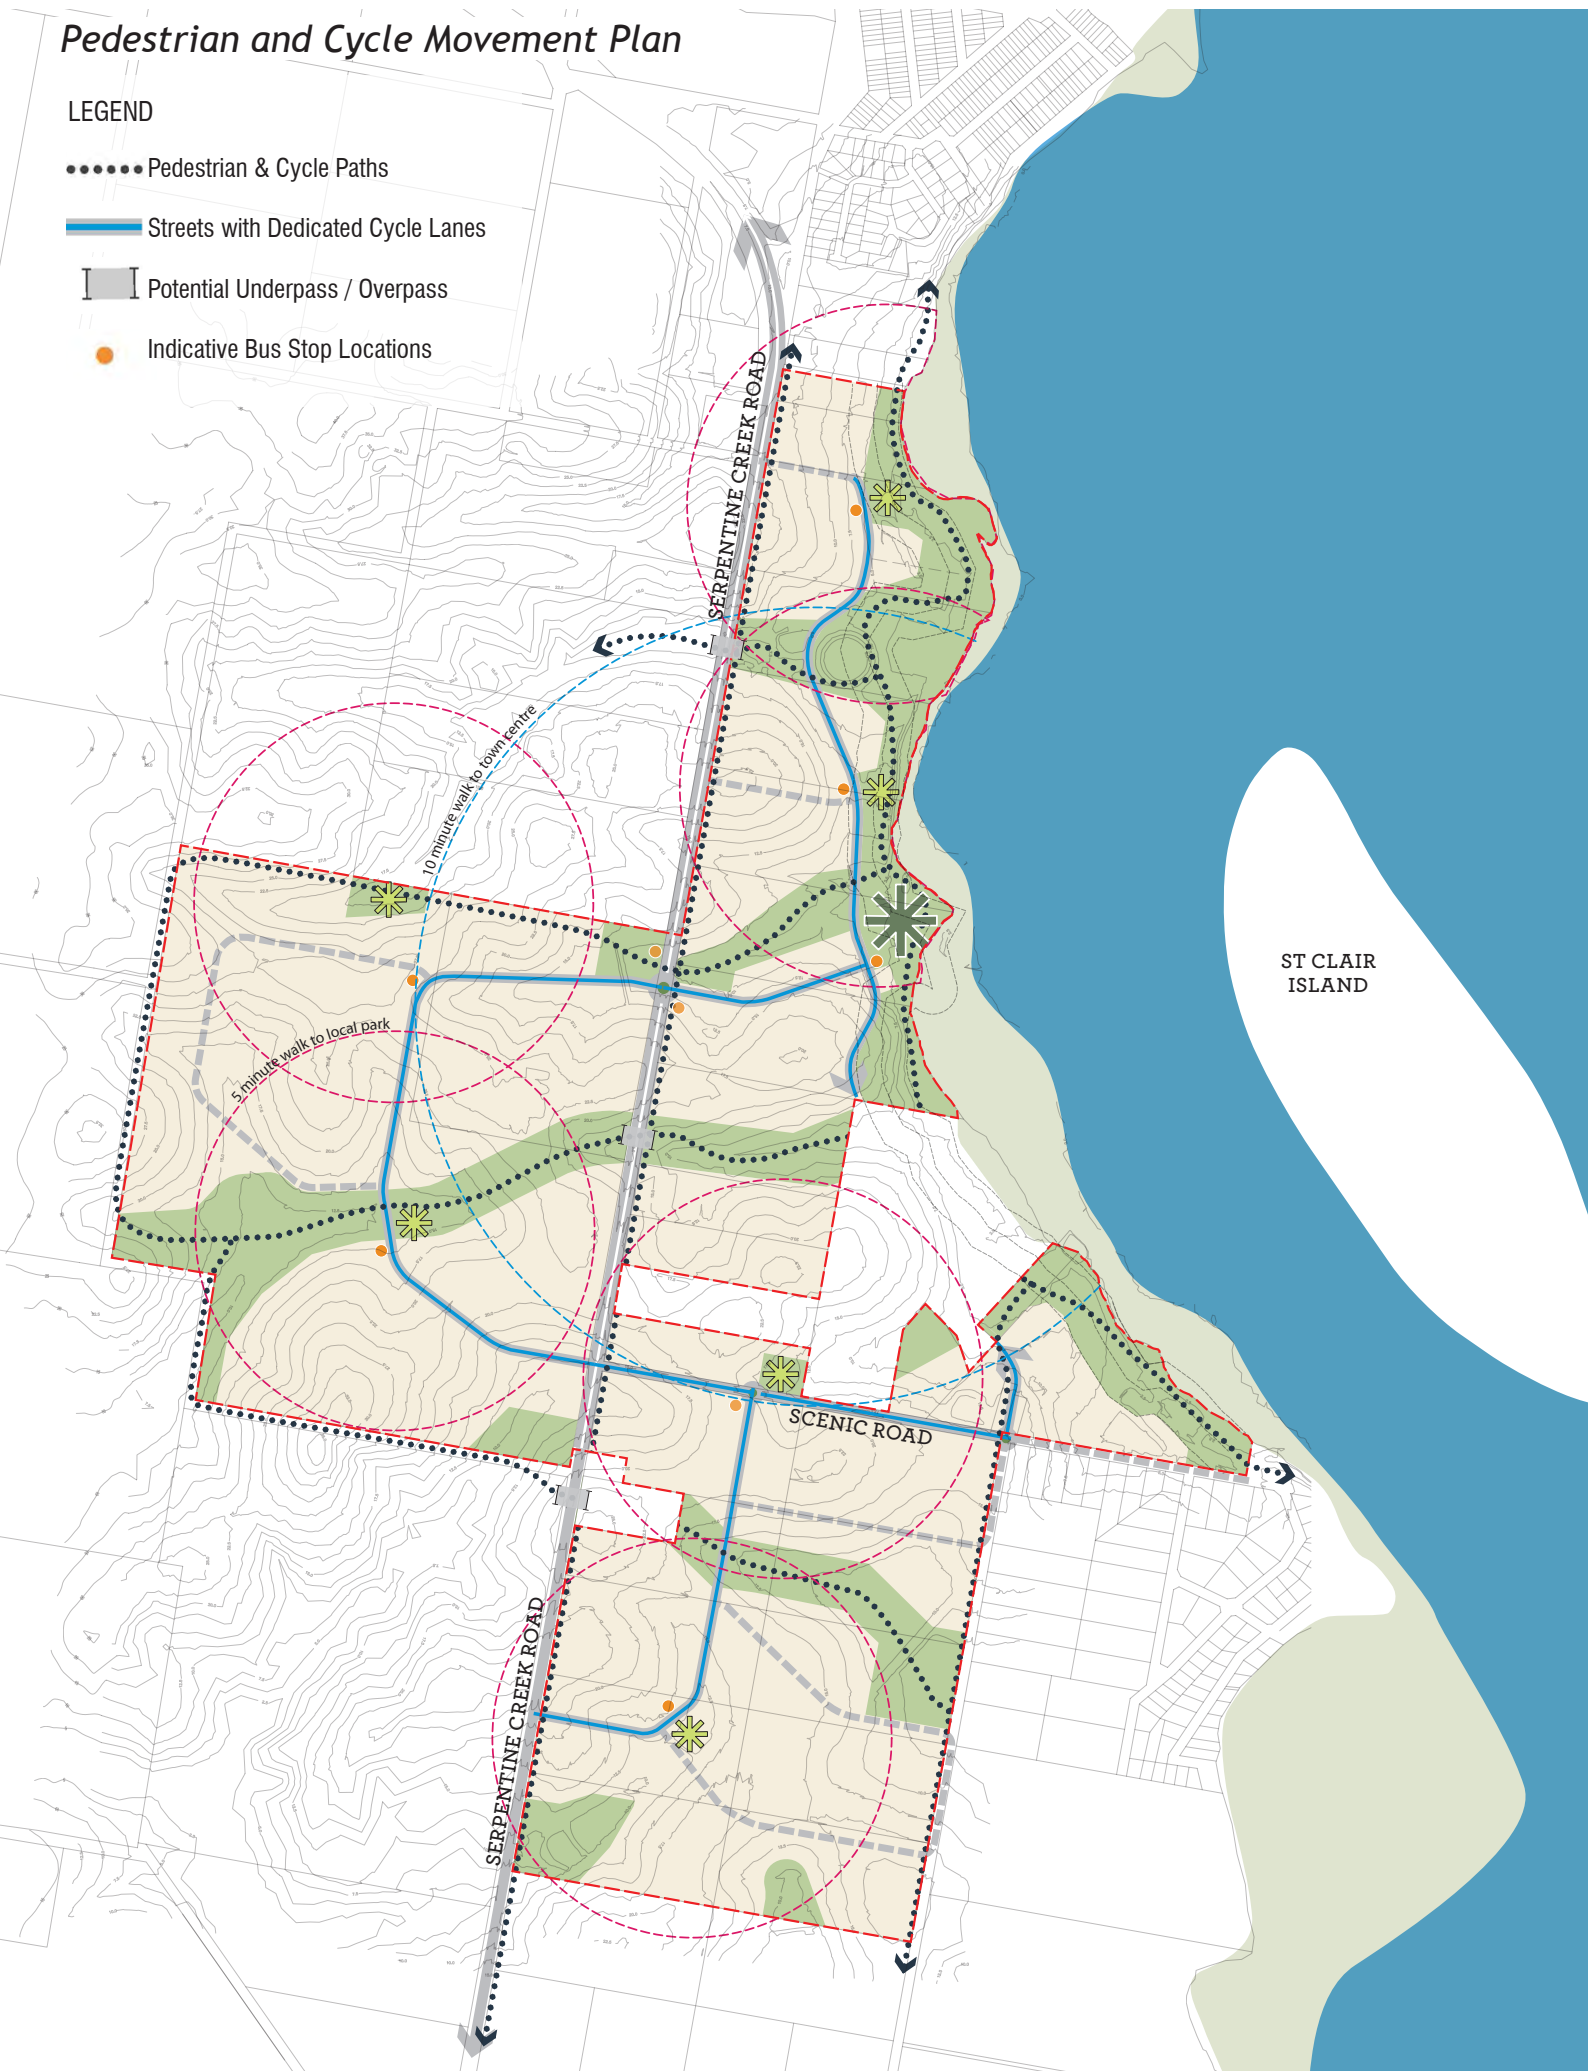 Pedestrian and Cycle Movement Plan
LEGEND
Pedestrian & Cycle Paths
Streets with Dedicated Cycle Lanes
Potential Underpass / Overpass
Indicative Bus Stop Locations
SERPENTINE CREEK ROAD
10 minute walk to town centre
ST CLAIR
ISLAND
5 minute walk to local park
SCENIC ROAD
SERPENTINE CREEK ROAD